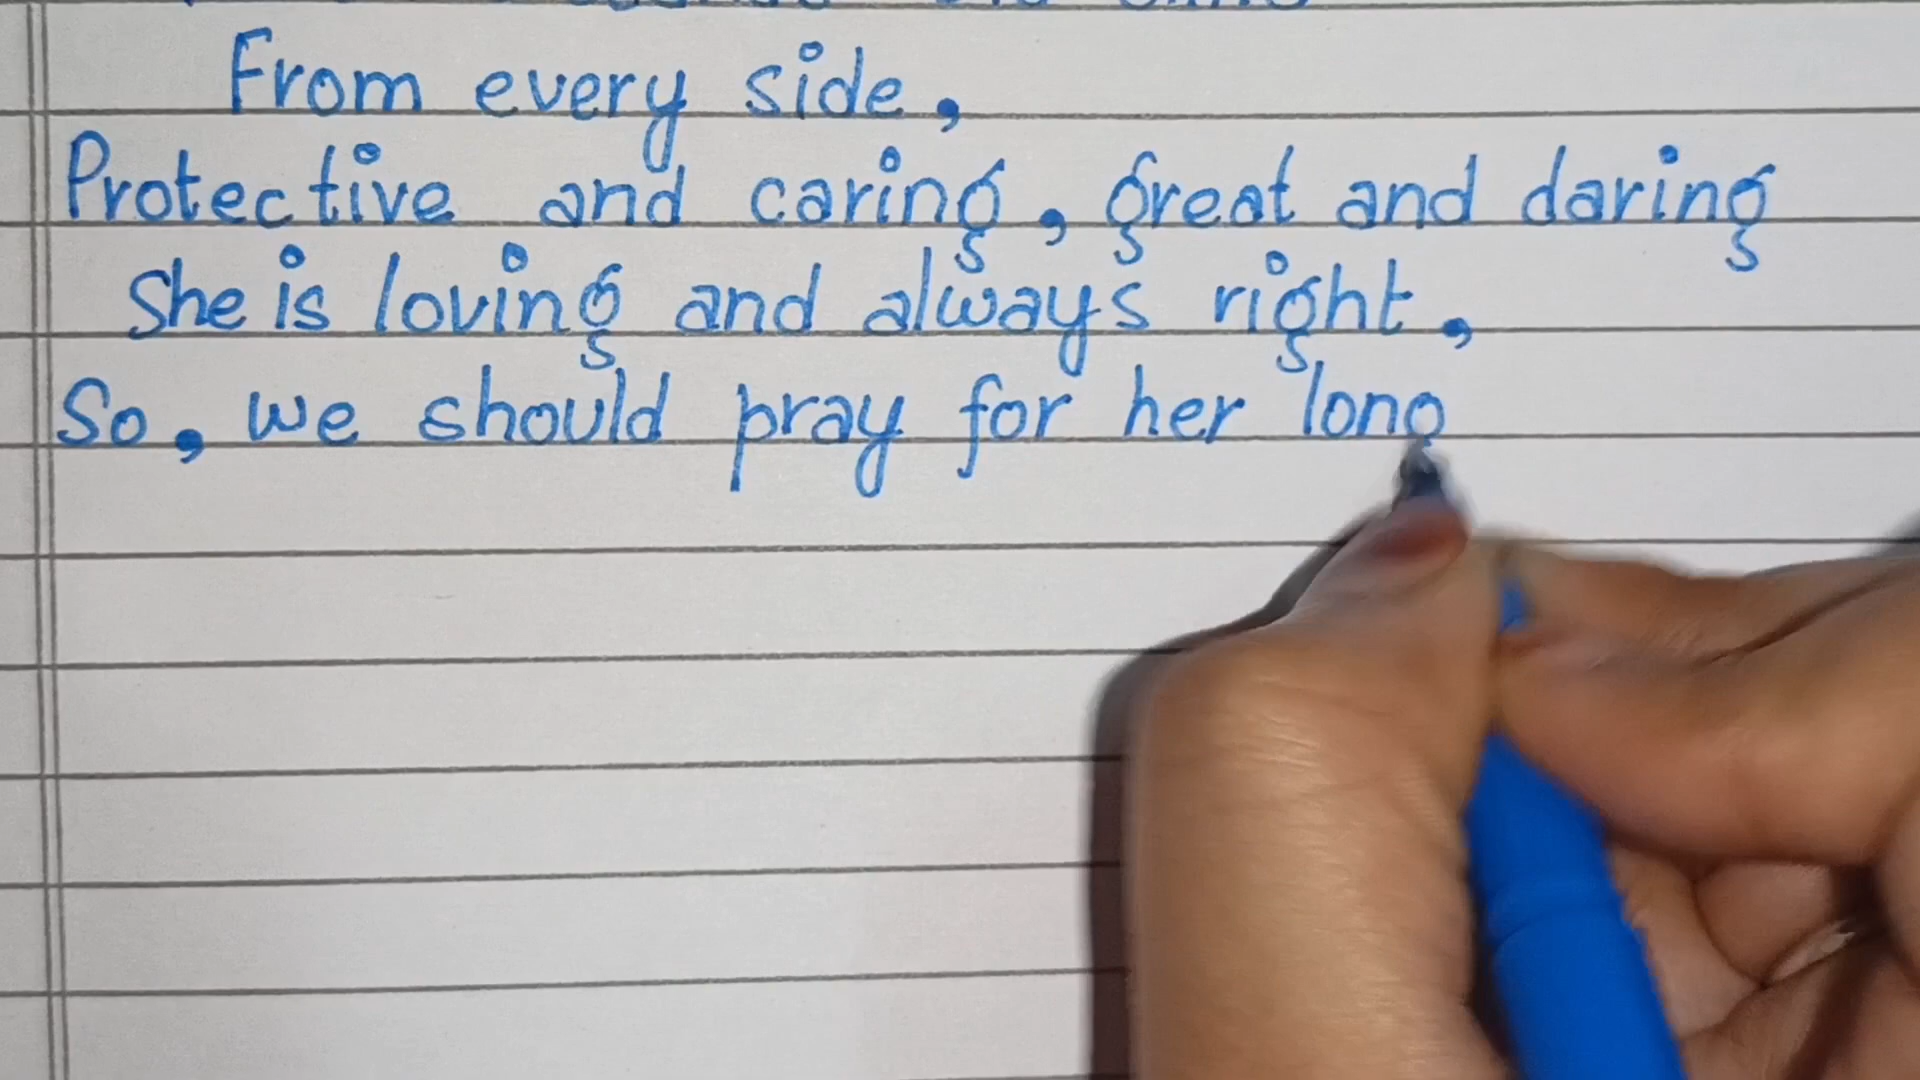 From every side,
Protective and caring, great and daring
She is loving and always right,
So, we should pray for her long